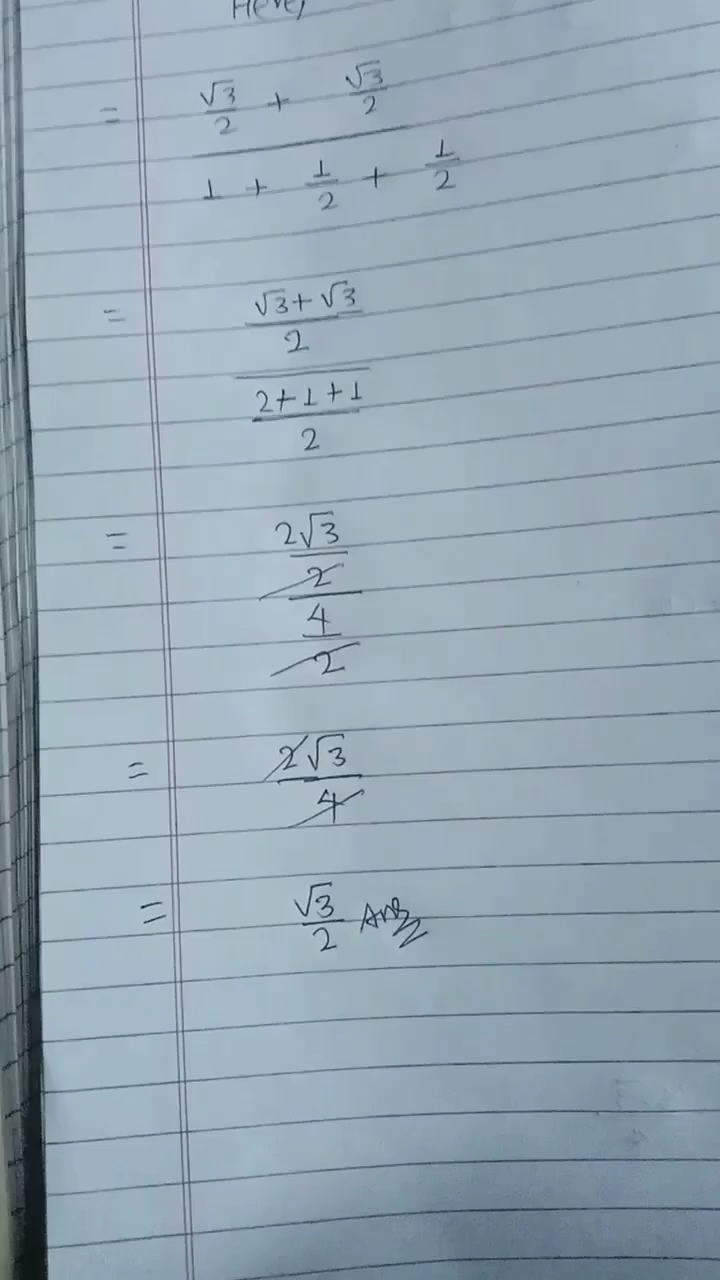 Here,
= √3/2 + √3/2
1 + 1/2 + 1/2
= √3+√3
2
2+1+1
2
= 2√3
2
4
2
= 2√3
4
= √3/2 Ans